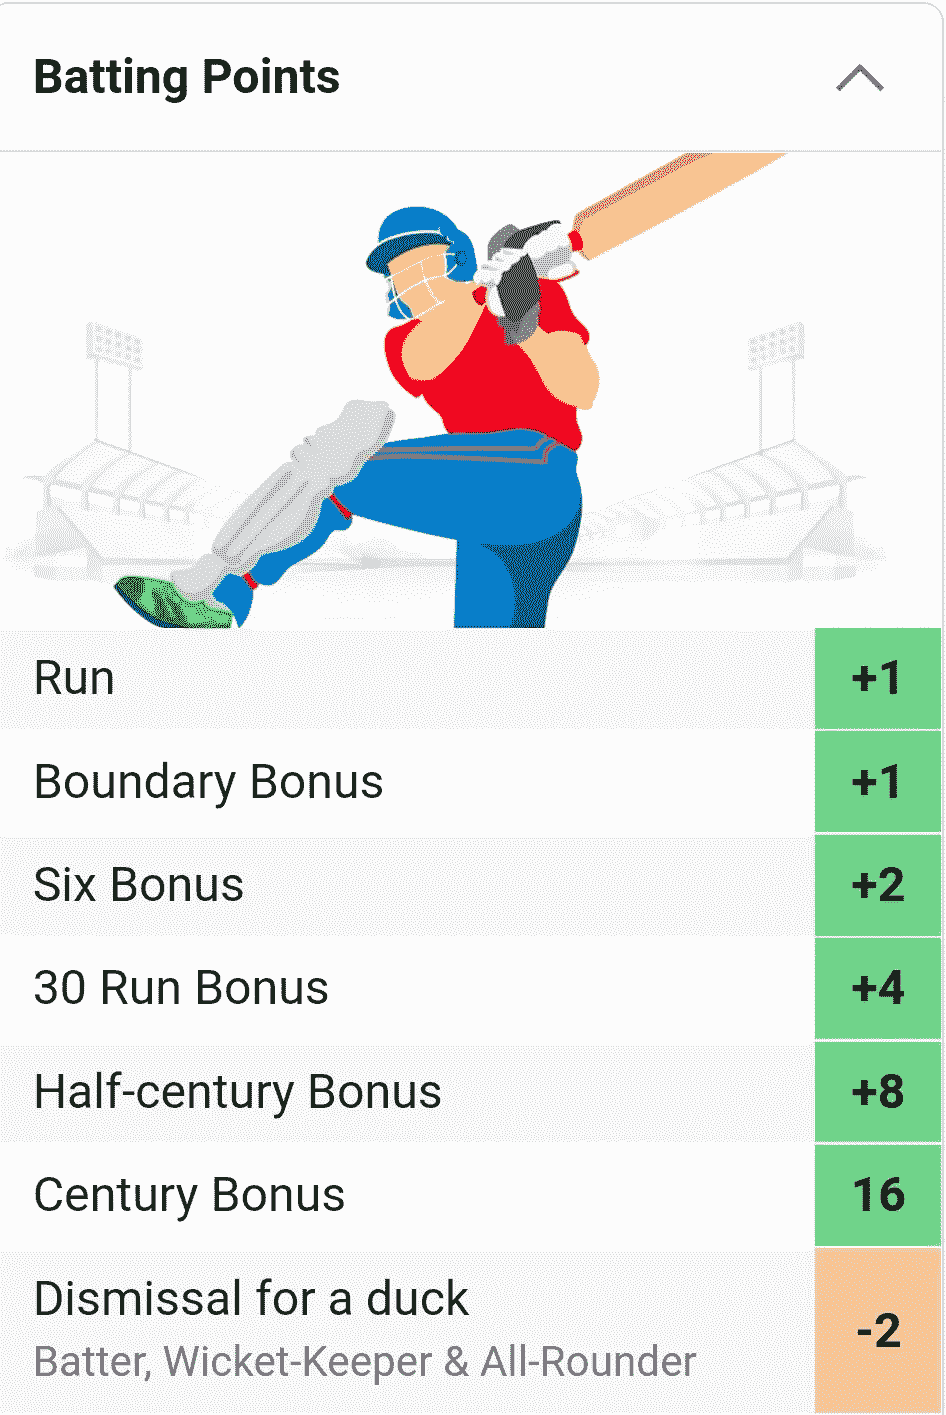 Batting Points
Run +1
Boundary Bonus +1
Six Bonus +2
30 Run Bonus +4
Half-century Bonus +8
Century Bonus 16
Dismissal for a duck
Batter, Wicket-Keeper & All-Rounder -2